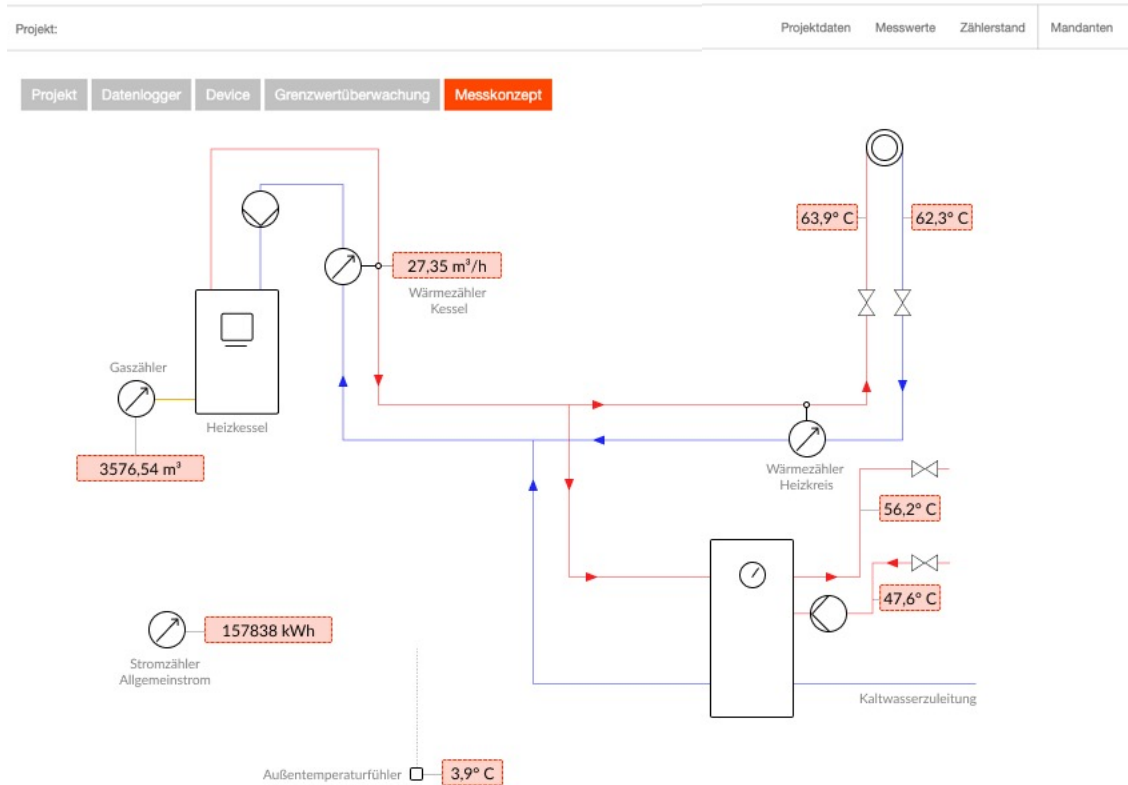 Projekt:
Projektdaten Messwerte Zählerstand Mandanten
Projekt Datenlogger Device Grenzwertüberwachung Messkonzept
63,9° C 62,3° C
27,35 m³/h
Wärmezähler
Kessel
Gaszähler
Heizkessel
3576,54 m³
Wärmezähler
Heizkreis
56,2° C
47,6° C
157838 kWh
Stromzähler
Allgemeinstrom
Kaltwasserzuleitung
Außentemperaturfühler 3,9° C